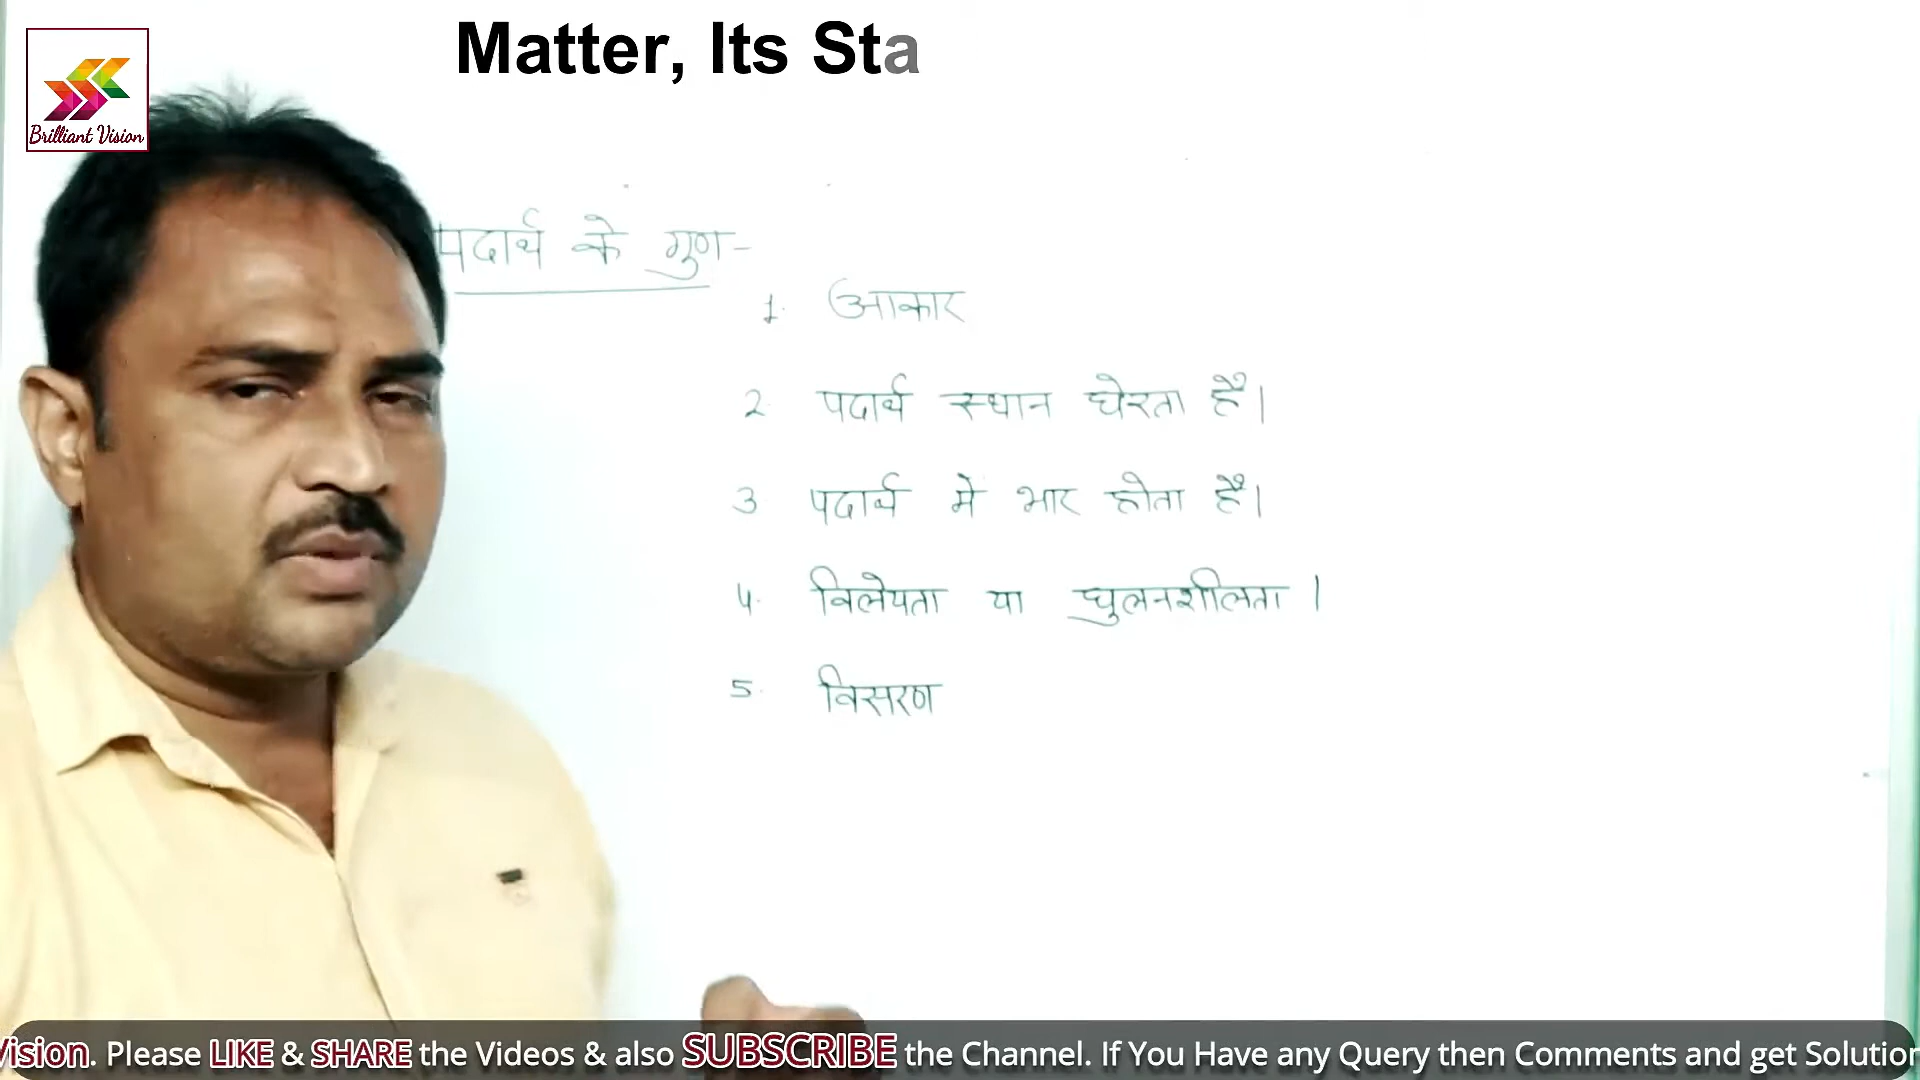 Matter, Its Sta
Brilliant Vision
पदार्थ के गुण-
1. आकार
2. पदार्थ स्थान घेरता है।
3 पदार्थ मे भार होता है।
4. विलेयता या घुलनशीलता।
5. विसरण
Vision. Please LIKE & SHARE the Videos & also SUBSCRIBE the Channel. If You Have any Query then Comments and get Solution